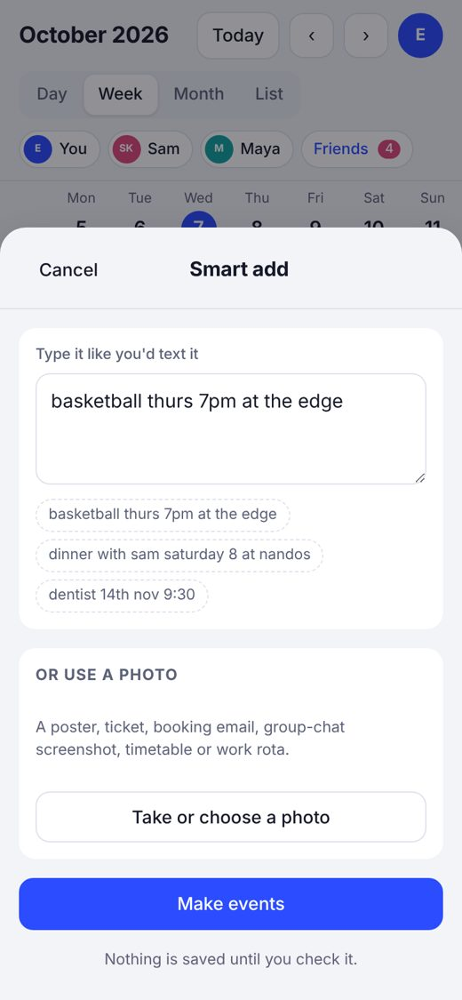 October 2026
Today
‹
›
E
Day
Week
Month
List
E
You
SK
Sam
M
Maya
Friends
4
Mon Tue Wed Thu Fri Sat Sun
5 6 7 8 9 10 11
Cancel
Smart add
Type it like you'd text it
basketball thurs 7pm at the edge
basketball thurs 7pm at the edge
dinner with sam saturday 8 at nandos
dentist 14th nov 9:30
OR USE A PHOTO
A poster, ticket, booking email, group-chat
screenshot, timetable or work rota.
Take or choose a photo
Make events
Nothing is saved until you check it.